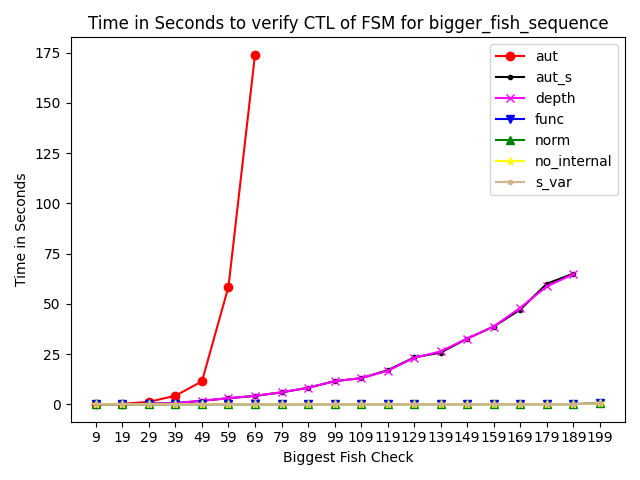 Time in Seconds to verify CTL of FSM for bigger_fish_sequence
aut
aut_s
depth
func
norm
no_internal
s_var
Time in Seconds
175
150
125
100
75
50
25
0
9 19 29 39 49 59 69 79 89 99 109 119 129 139 149 159 169 179 189 199
Biggest Fish Check